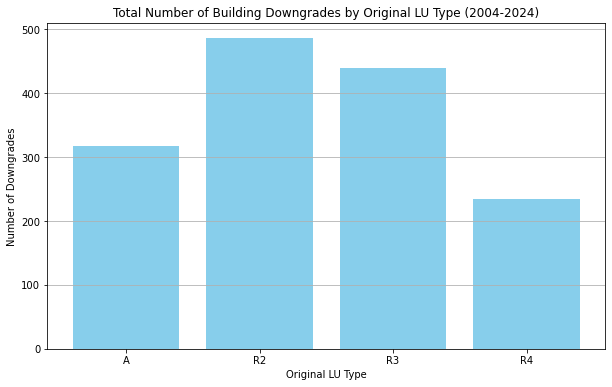 Total Number of Building Downgrades by Original LU Type (2004-2024)
Number of Downgrades
500
400
300
200
100
0
A R2 R3 R4
Original LU Type